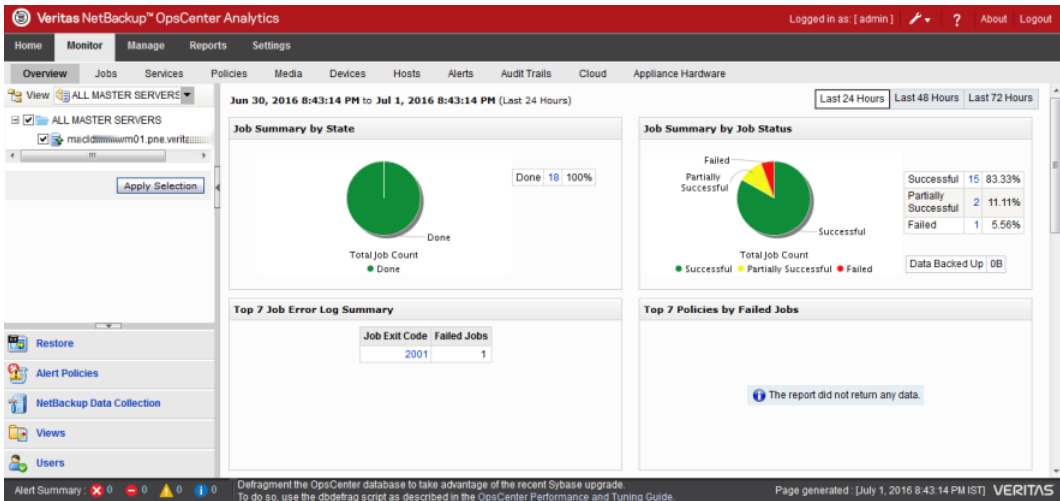 Veritas NetBackup™ OpsCenter Analytics
Logged in as: [ admin ] ? About Logout
Home Monitor Manage Reports Settings
Overview Jobs Services Policies Media Devices Hosts Alerts Audit Trails Cloud Appliance Hardware
View ALL MASTER SERVERS
Jun 30, 2016 8:43:14 PM to Jul 1, 2016 8:43:14 PM (Last 24 Hours)
Last 24 Hours Last 48 Hours Last 72 Hours
ALL MASTER SERVERS
Apply Selection
Job Summary by State
Done 18 100%
Done
Total Job Count
Done
Job Summary by Job Status
Failed
Partially
Successful
Successful
Successful 15 83.33%
Partially
Successful 2 11.11%
Failed 1 5.56%
Total Job Count
Successful Partially Successful Failed
Data Backed Up 0B
Top 7 Job Error Log Summary
Job Exit Code Failed Jobs
2001 1
Top 7 Policies by Failed Jobs
The report did not return any data.
Restore
Alert Policies
NetBackup Data Collection
Views
Users
Alert Summary: 0 0 0 0
Defragment the OpsCenter database to take advantage of the recent Sybase upgrade.
To do so, use the dbdefrag script as described in the OpsCenter Performance and Tuning Guide.
Page generated : [July 1, 2016 8:43:14 PM IST]
VERITAS